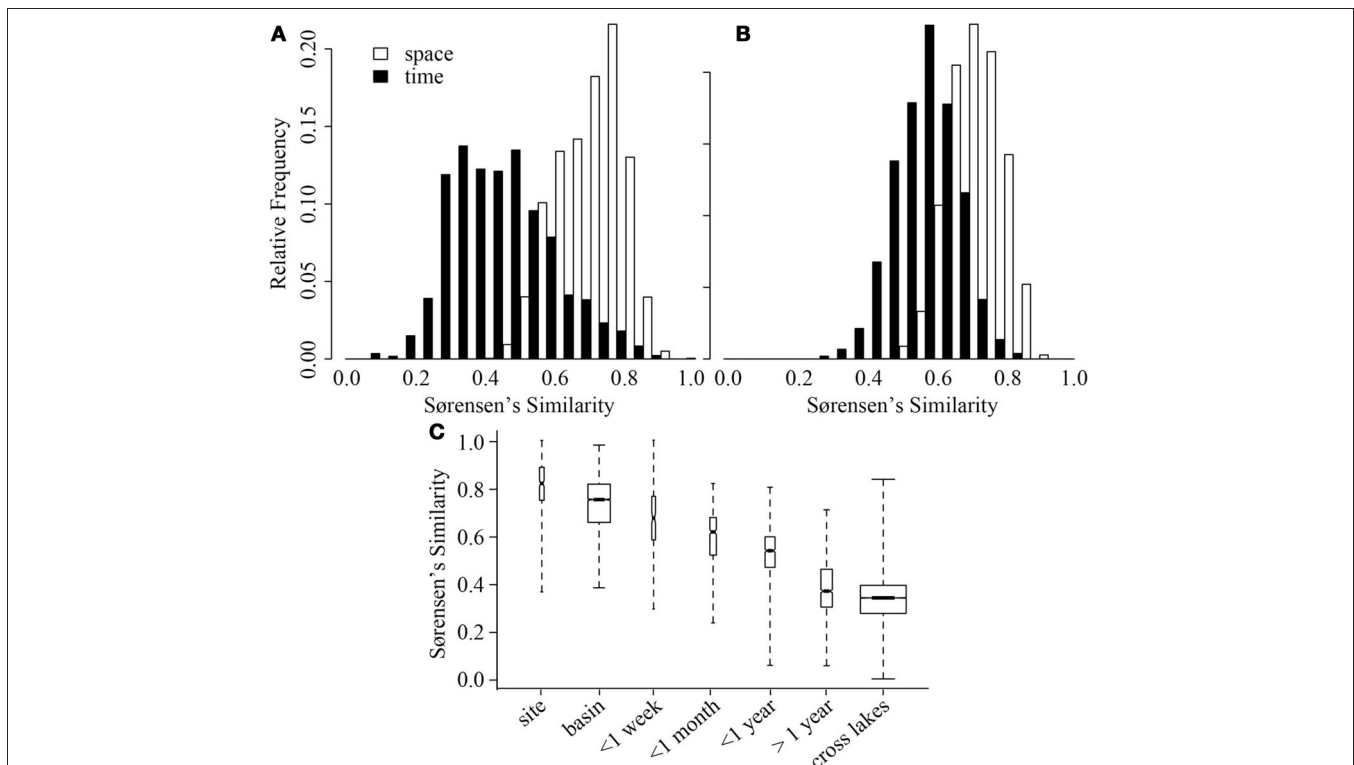 A
B
space
time
Relative Frequency
0.20
0.15
0.10
0.05
0.00
0.0 0.2 0.4 0.6 0.8 1.0
Sørensen's Similarity
0.0 0.2 0.4 0.6 0.8 1.0
Sørensen's Similarity
C
Sørensen's Similarity
1.0
0.8
0.6
0.4
0.2
0.0
site
basin
<1 week
<1 month
<1 year
> 1 year
cross lakes